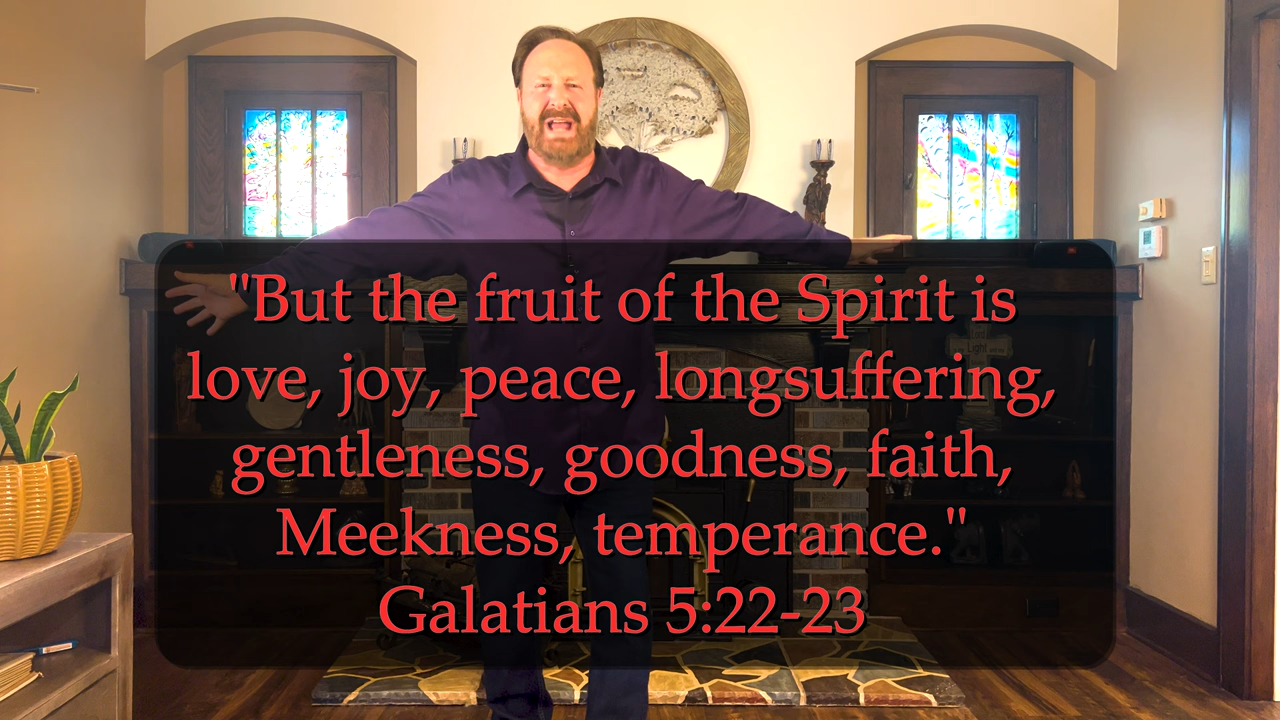 "But the fruit of the Spirit is
love, joy, peace, longsuffering,
gentleness, goodness, faith,
Meekness, temperance."
Galatians 5:22-23
Light